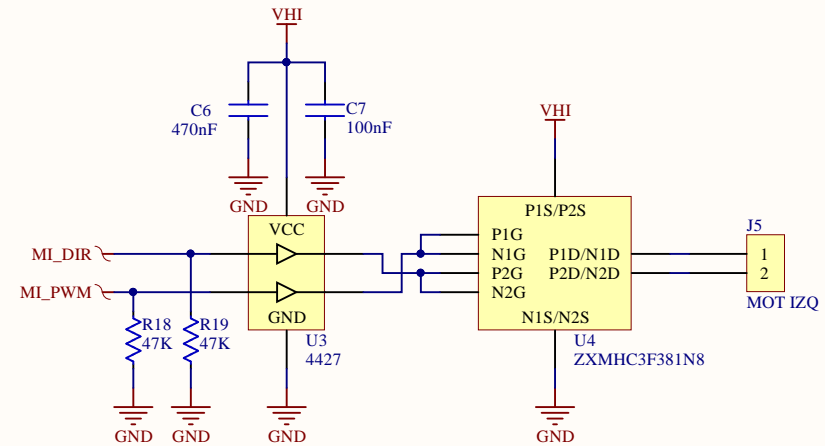 VHI
C6
470nF
C7
100nF
GND
GND
VHI
VCC
P1S/P2S
P1G
N1G
P2G
N2G
P1D/N1D
P2D/N2D
J5
1
2
MOT IZQ
MI_DIR
MI_PWM
GND
N1S/N2S
R18
47K
R19
47K
U3
4427
U4
ZXMHC3F381N8
GND
GND
GND
GND